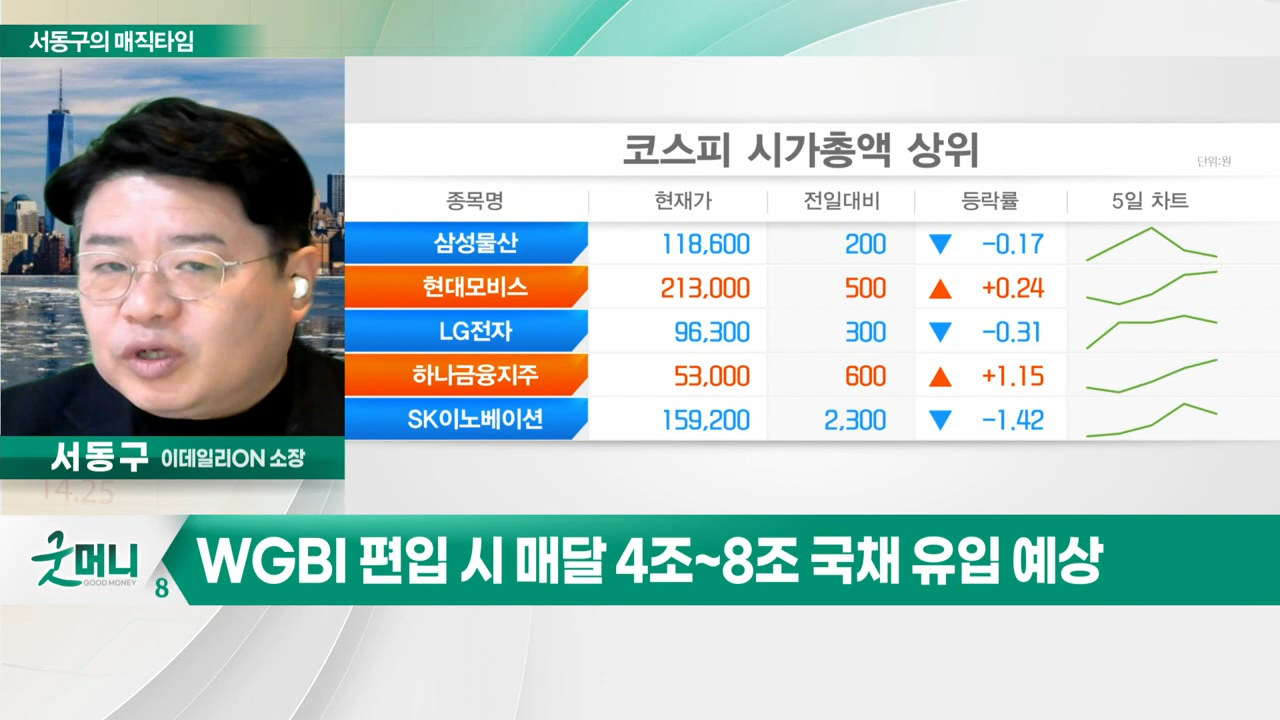 서동구의 매직타임
코스피 시가총액 상위
단위:원
종목명 현재가 전일대비 등락률 5일 차트
삼성물산 118,600 200 ▼ -0.17
현대모비스 213,000 500 ▲ +0.24
LG전자 96,300 300 ▼ -0.31
하나금융지주 53,000 600 ▲ +1.15
SK이노베이션 159,200 2,300 ▼ -1.42
서동구 이데일리ON 소장
14.25
굿머니
GOOD MONEY
8
WGBI 편입 시 매달 4조~8조 국채 유입 예상